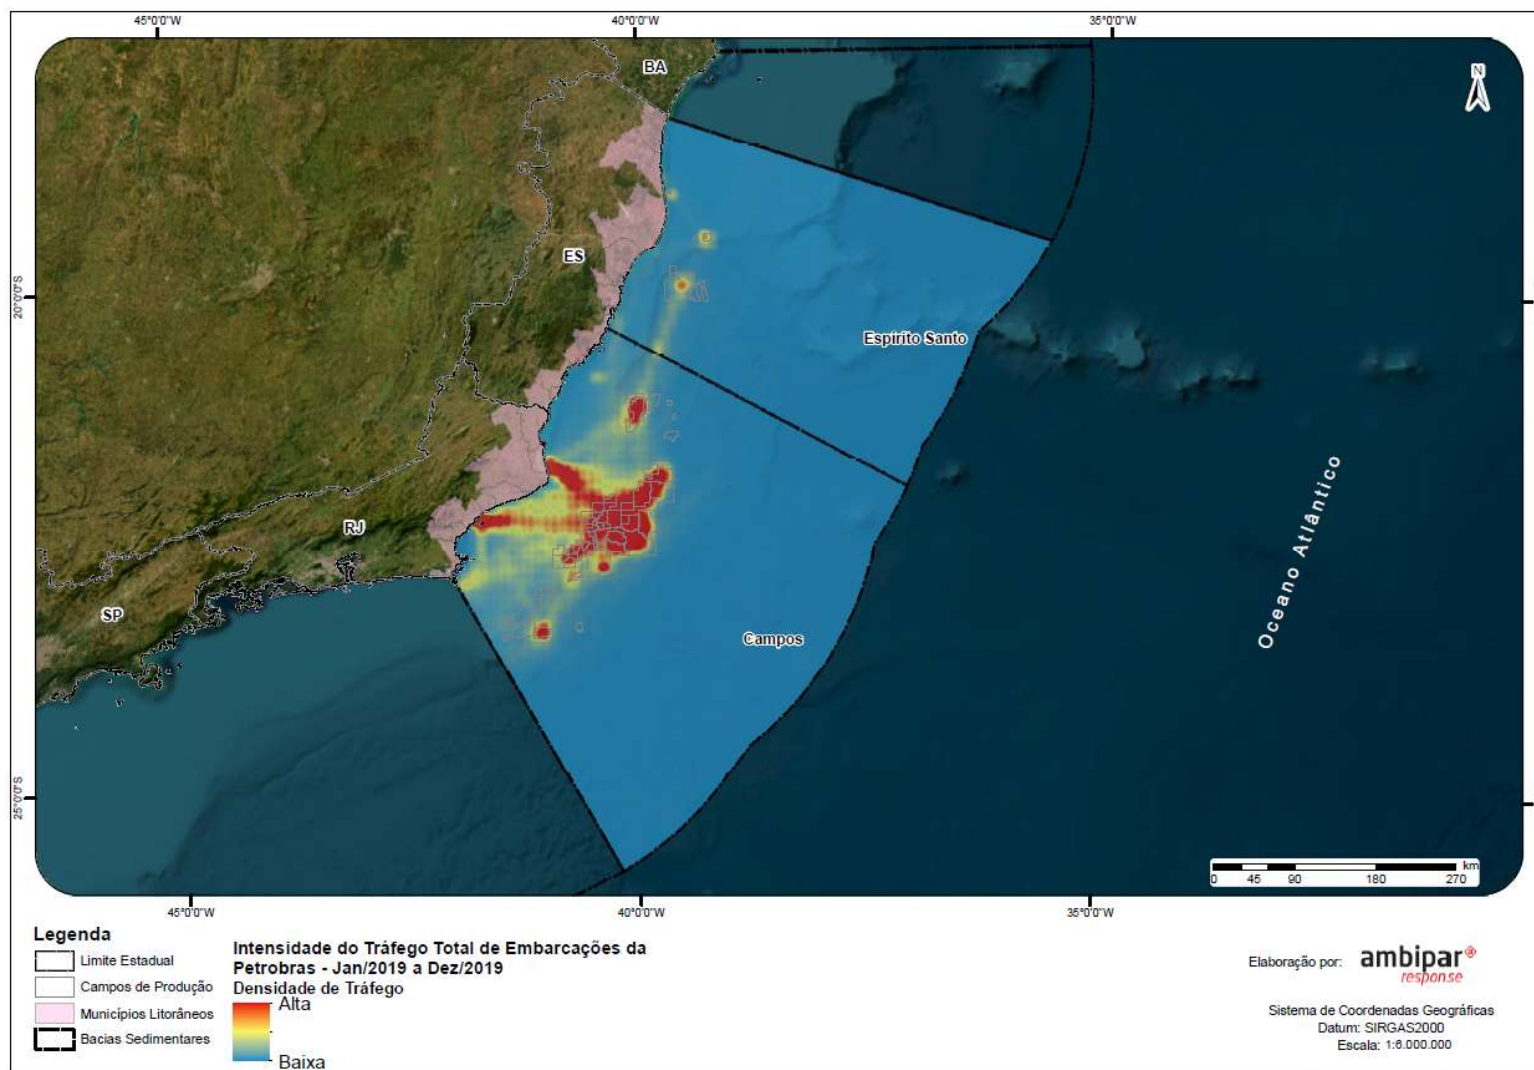 45°0'0"W 40°0'0"W 35°0'0"W
BA
N
ES
20°0'0"S
Espírito Santo
RJ
SP
Campos
Oceano Atlântico
25°0'0"S
km
0 45 90 180 270
45°0'0"W 40°0'0"W 35°0'0"W
Legenda
Limite Estadual
Campos de Produção
Municípios Litorâneos
Bacias Sedimentares
Intensidade do Tráfego Total de Embarcações da
Petrobras - Jan/2019 a Dez/2019
Densidade de Tráfego
Alta
Baixa
Elaboração por:
ambipar
response
Sistema de Coordenadas Geográficas
Datum: SIRGAS2000
Escala: 1:6.000.000